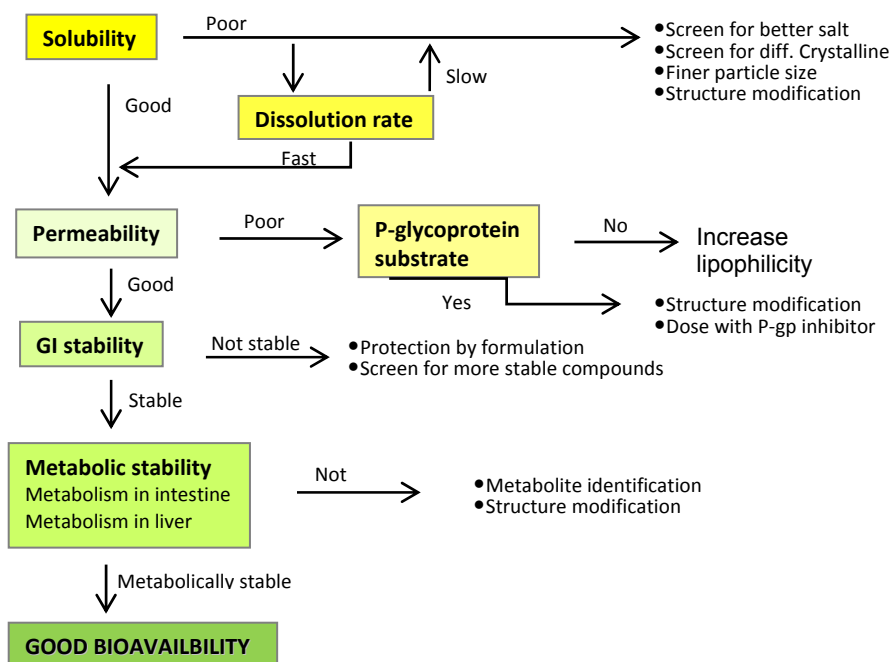 Solubility
Poor
•Screen for better salt
•Screen for diff. Crystalline
•Finer particle size
•Structure modification
Slow
Good
Dissolution rate
Fast
Permeability
Poor
P-glycoprotein
substrate
No
Increase
lipophilicity
Good
Yes
•Structure modification
•Dose with P-gp inhibitor
GI stability
Not stable
•Protection by formulation
•Screen for more stable compounds
Stable
Metabolic stability
Metabolism in intestine
Metabolism in liver
Not
•Metabolite identification
•Structure modification
Metabolically stable
GOOD BIOAVAILBILITY